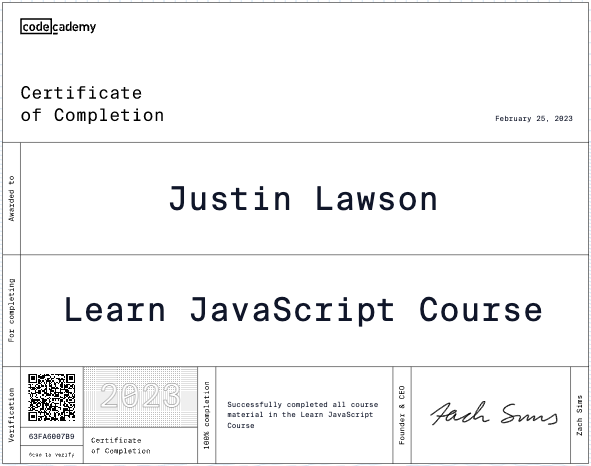 codecademy
Certificate
of Completion
February 25, 2023
Awarded to
Justin Lawson
For completing
Learn JavaScript Course
Verification
63FA6007B9
Scan to verify
2023
Certificate
of Completion
100% completion
Successfully completed all course
material in the Learn JavaScript
Course
Founder & CEO
Zach Sims
Zach Sims